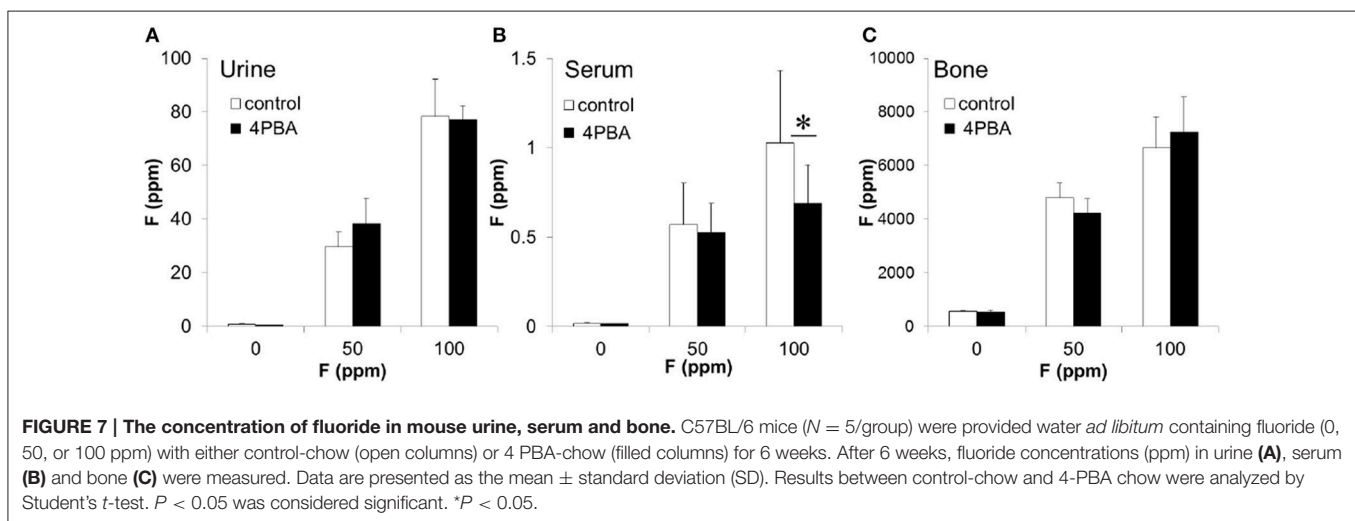 A
Urine
control
4PBA
F (ppm)
100
80
60
40
20
0
0 50 100
F (ppm)
B
Serum
control
4PBA
*
F (ppm)
1.5
1
0.5
0
0 50 100
F (ppm)
C
Bone
control
4PBA
F (ppm)
10000
8000
6000
4000
2000
0
0 50 100
F (ppm)
FIGURE 7 | The concentration of fluoride in mouse urine, serum and bone. C57BL/6 mice (N = 5/group) were provided water ad libitum containing fluoride (0,
50, or 100 ppm) with either control-chow (open columns) or 4 PBA-chow (filled columns) for 6 weeks. After 6 weeks, fluoride concentrations (ppm) in urine (A), serum
(B) and bone (C) were measured. Data are presented as the mean ± standard deviation (SD). Results between control-chow and 4-PBA chow were analyzed by
Student's t-test. P < 0.05 was considered significant. *P < 0.05.